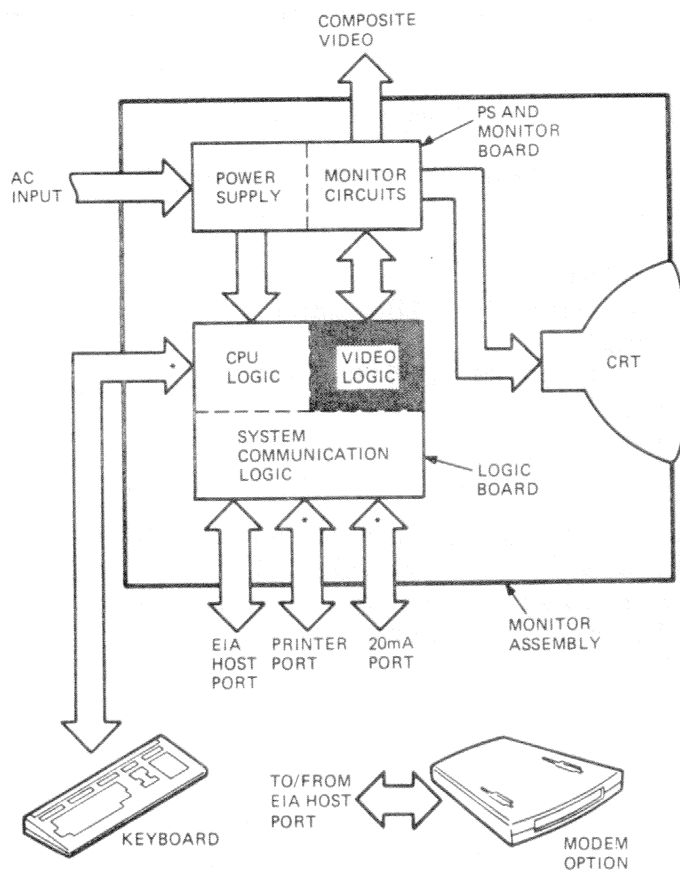 COMPOSITE
VIDEO
PS AND
MONITOR
BOARD
AC
INPUT
POWER
SUPPLY
MONITOR
CIRCUITS
CPU
LOGIC
VIDEO
LOGIC
CRT
SYSTEM
COMMUNICATION
LOGIC
LOGIC
BOARD
EIA
HOST
PORT
PRINTER
PORT
20mA
PORT
MONITOR
ASSEMBLY
KEYBOARD
TO/FROM
EIA HOST
PORT
MODEM
OPTION